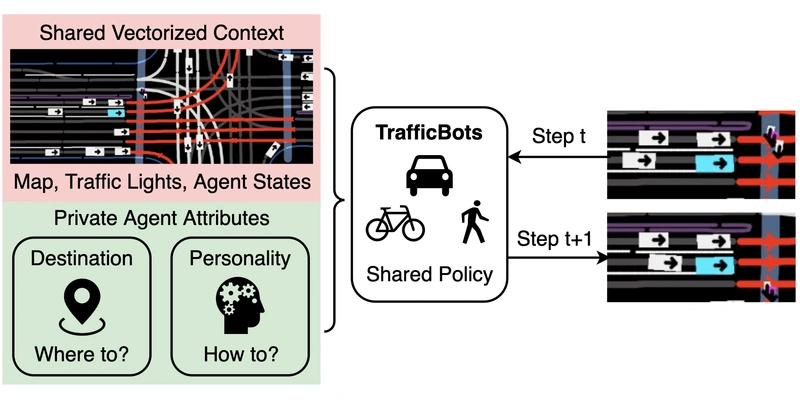 Shared Vectorized Context
Map, Traffic Lights, Agent States
Private Agent Attributes
Destination
Where to?
Personality
How to?
TrafficBots
Shared Policy
Step t
Step t+1